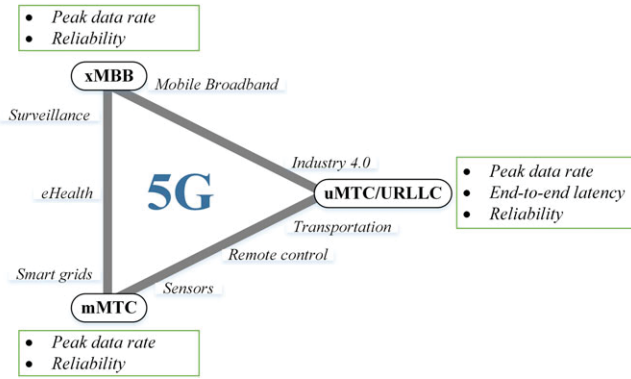 • Peak data rate
• Reliability
xMBB
Mobile Broadband
Surveillance
Industry 4.0
eHealth
5G
uMTC/URLLC
• Peak data rate
• End-to-end latency
• Reliability
Transportation
Remote control
Smart grids
Sensors
mMTC
• Peak data rate
• Reliability